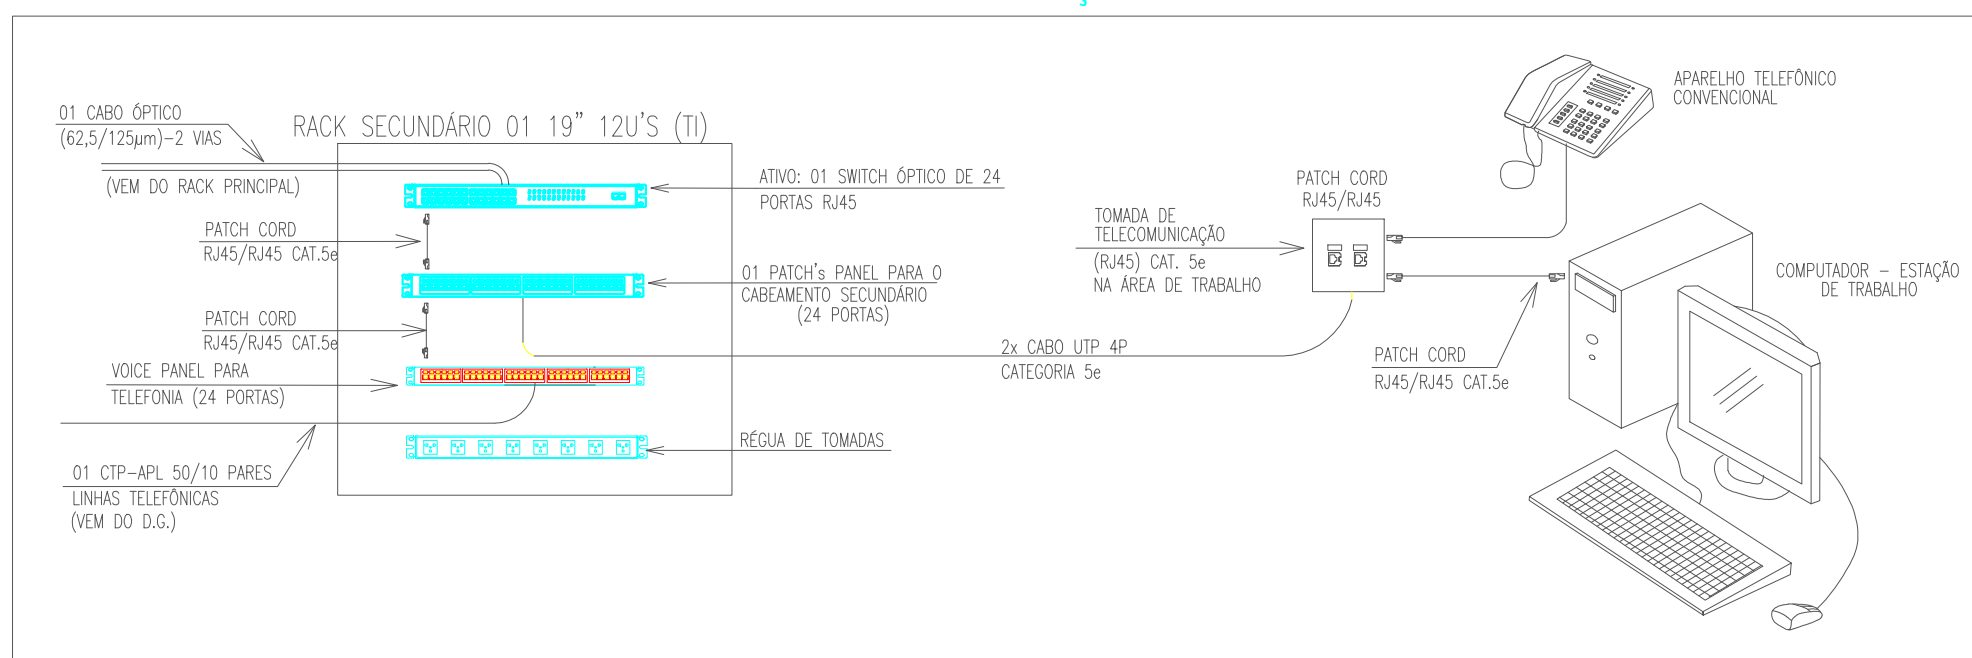 01 CABO ÓPTICO
(62,5/125µm)-2 VIAS
(VEM DO RACK PRINCIPAL)
RACK SECUNDÁRIO 01 19" 12U'S (TI)
ATIVO: 01 SWITCH ÓPTICO DE 24
PORTAS RJ45
PATCH CORD
RJ45/RJ45 CAT.5e
01 PATCH's PANEL PARA O
CABEAMENTO SECUNDÁRIO
(24 PORTAS)
PATCH CORD
RJ45/RJ45 CAT.5e
VOICE PANEL PARA
TELEFONIA (24 PORTAS)
RÉGUA DE TOMADAS
01 CTP-APL 50/10 PARES
LINHAS TELEFÔNICAS
(VEM DO D.G.)
2x CABO UTP 4P
CATEGORIA 5e
TOMADA DE
TELECOMUNICAÇÃO
(RJ45) CAT. 5e
NA ÁREA DE TRABALHO
PATCH CORD
RJ45/RJ45
APARELHO TELEFÔNICO
CONVENCIONAL
COMPUTADOR - ESTAÇÃO
DE TRABALHO
PATCH CORD
RJ45/RJ45 CAT.5e